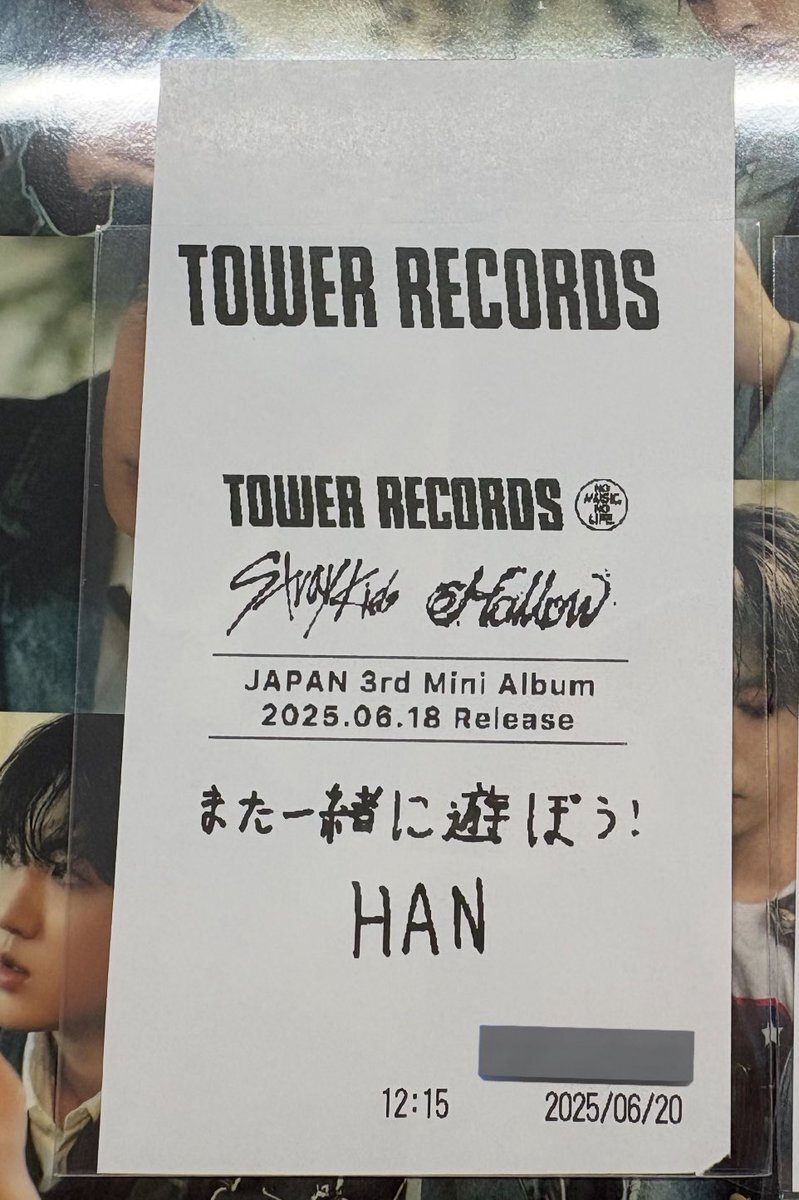 TOWER RECORDS
TOWER RECORDS NO MUSIC, NO LIFE.
Stray Kids Hollow
JAPAN 3rd Mini Album
2025.06.18 Release
また一緒に遊ぼう!
HAN
12:15 2025/06/20